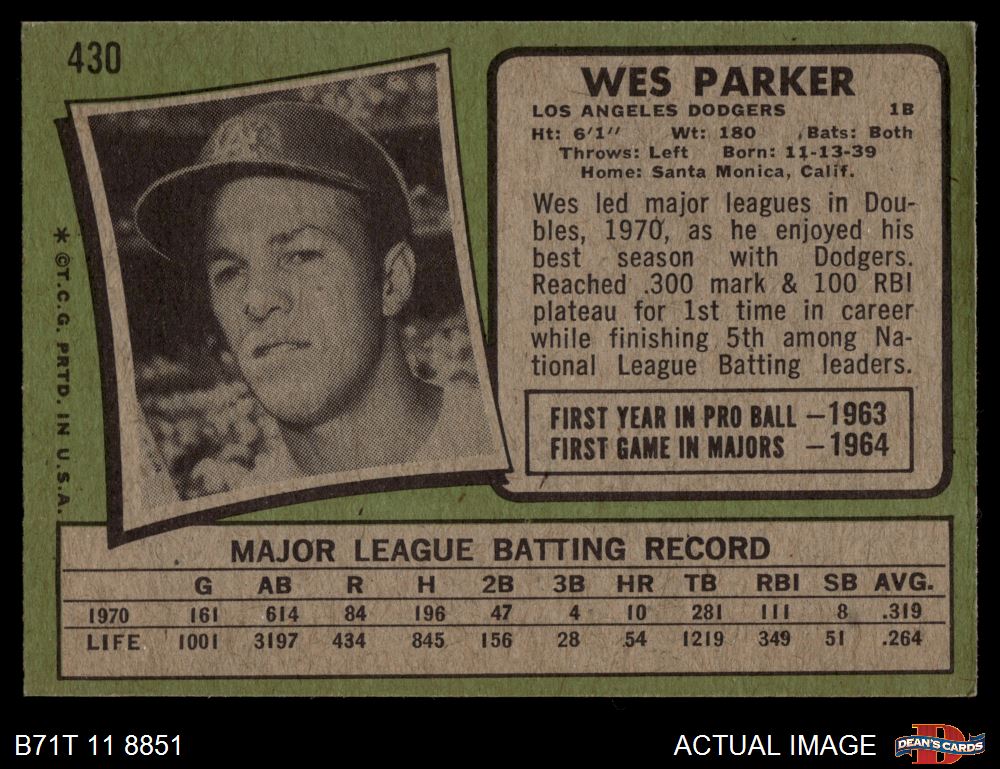 430
WES PARKER
LOS ANGELES DODGERS 1B
Ht: 6'1" Wt: 180 Bats: Both
Throws: Left Born: 11-13-39
Home: Santa Monica, Calif.
Wes led major leagues in Dou-
bles, 1970, as he enjoyed his
best season with Dodgers.
Reached .300 mark & 100 RBI
plateau for 1st time in career
while finishing 5th among Na-
tional League Batting leaders.
FIRST YEAR IN PRO BALL —1963
FIRST GAME IN MAJORS —1964
* ©T.C.G. PRTD. IN U.S.A.
MAJOR LEAGUE BATTING RECORD
G AB R H 2B 3B HR TB RBI SB AVG.
1970 161 614 84 196 47 4 10 281 111 8 .319
LIFE 1001 3197 434 845 156 28 54 1219 349 51 .264
B71T 11 8851
ACTUAL IMAGE
D
DEAN'S CARDS